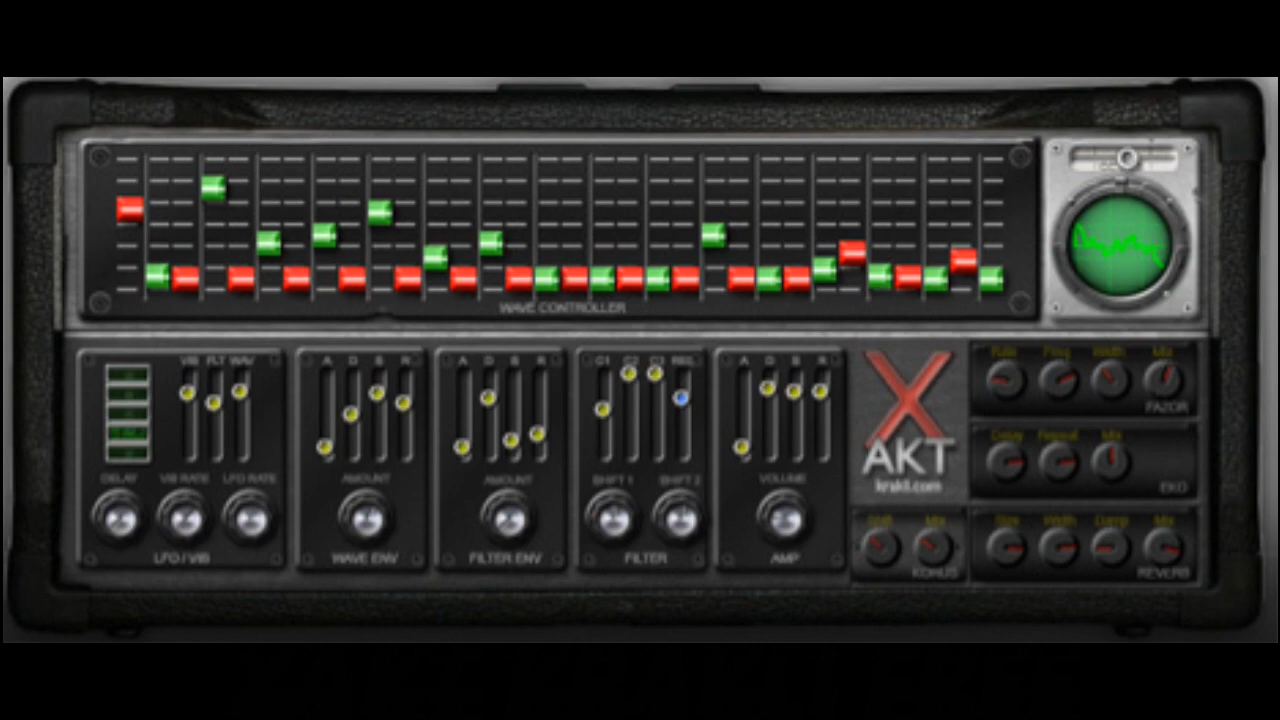 WAVE CONTROLLER
VIB FLT WAV
A D S R
A D S R
C1 C2 C3 RES
A D S R
DELAY VIB RATE LFO RATE
AMOUNT
AMOUNT
SHIFT 1 SHIFT 2
VOLUME
LFO / VIB
WAVE ENV
FILTER ENV
FILTER
AMP
X
AKT
krakli.com
Rate Freq Width Mix
FAZOR
Delay Repeat Mix
EKO
Mix
KORUS
Size Width Damp Mix
REVERB